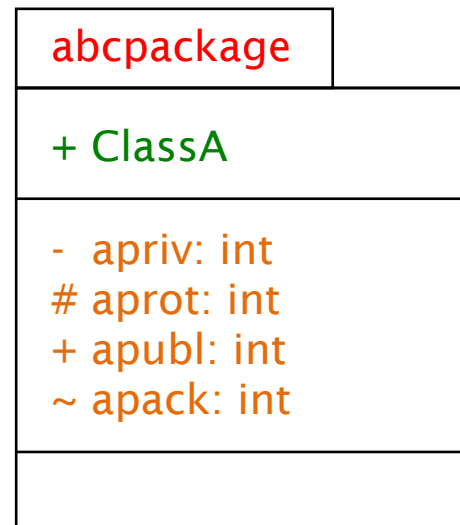 abcpackage
+ ClassA
- apriv: int
# aprot: int
+ apubl: int
~ apack: int